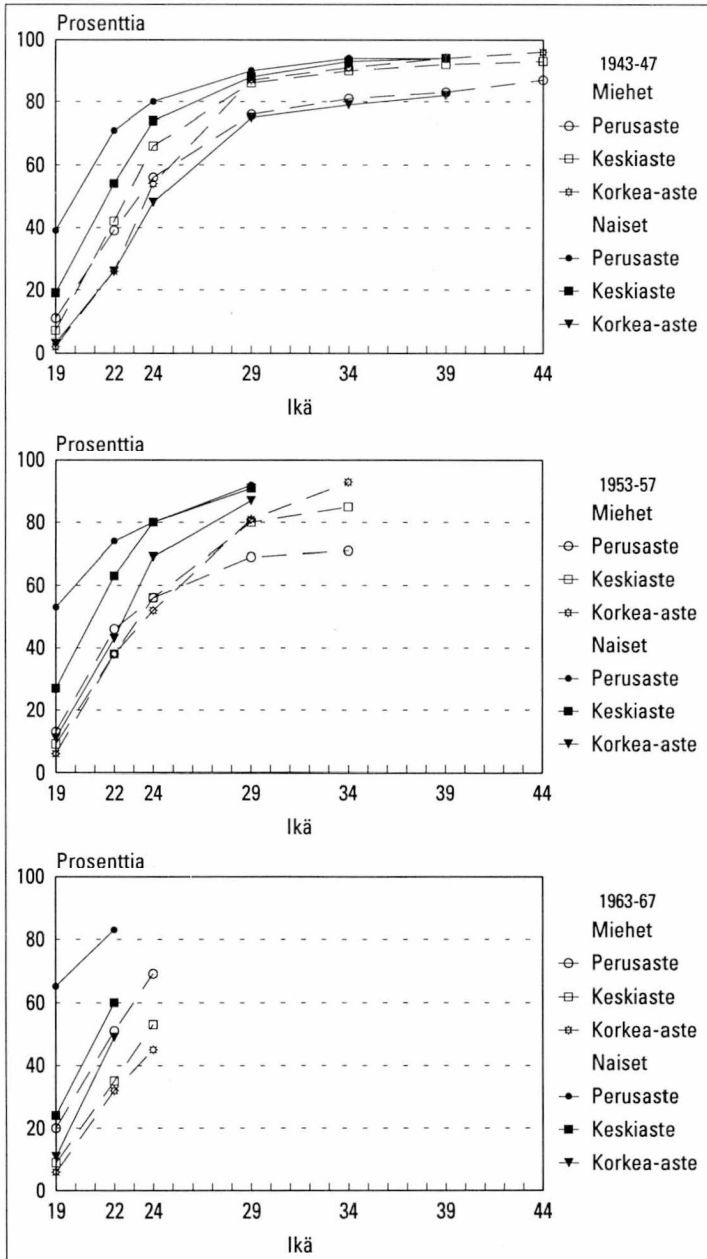 Prosenttia
100
80
60
40
20
0
19 22 24 29 34 39 44
Ikä
1943-47
Miehet
Perusaste
Keskiaste
Korkea-aste
Naiset
Perusaste
Keskiaste
Korkea-aste
Prosenttia
100
80
60
40
20
0
19 22 24 29 34 39 44
Ikä
1953-57
Miehet
Perusaste
Keskiaste
Korkea-aste
Naiset
Perusaste
Keskiaste
Korkea-aste
Prosenttia
100
80
60
40
20
0
19 22 24 29 34 39 44
Ikä
1963-67
Miehet
Perusaste
Keskiaste
Korkea-aste
Naiset
Perusaste
Keskiaste
Korkea-aste